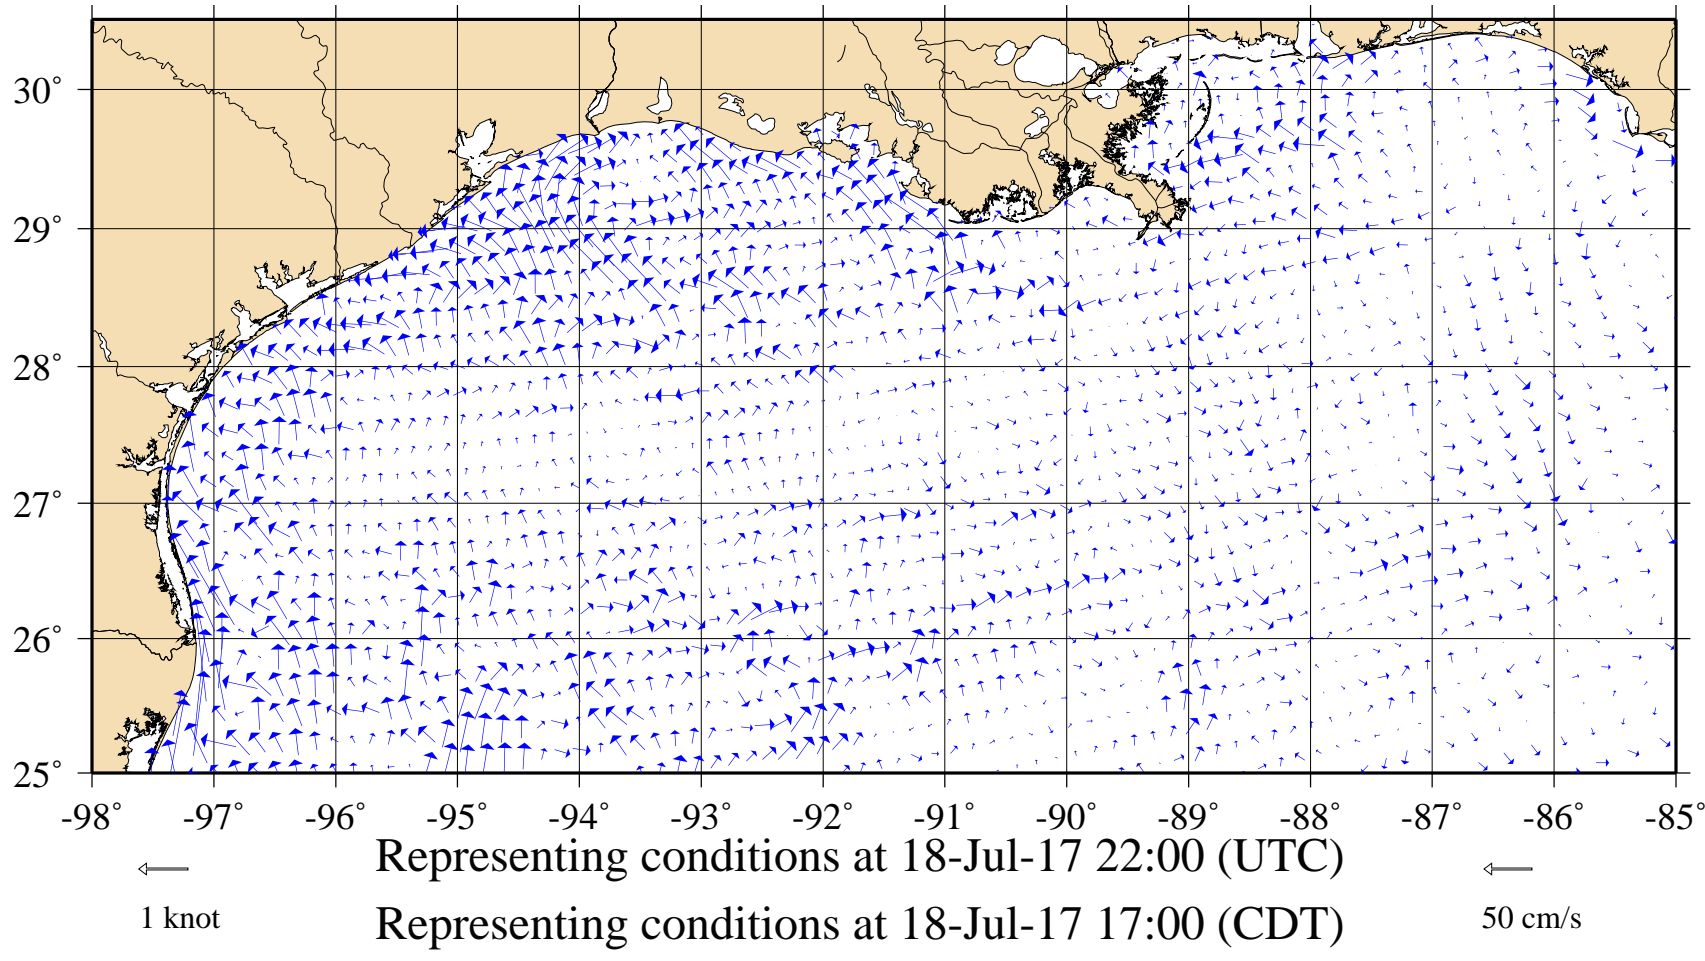 30°
29°
28°
27°
26°
25°
-98° -97° -96° -95° -94° -93° -92° -91° -90° -89° -88° -87° -86° -85°
Representing conditions at 18-Jul-17 22:00 (UTC)
1 knot
50 cm/s
Representing conditions at 18-Jul-17 17:00 (CDT)